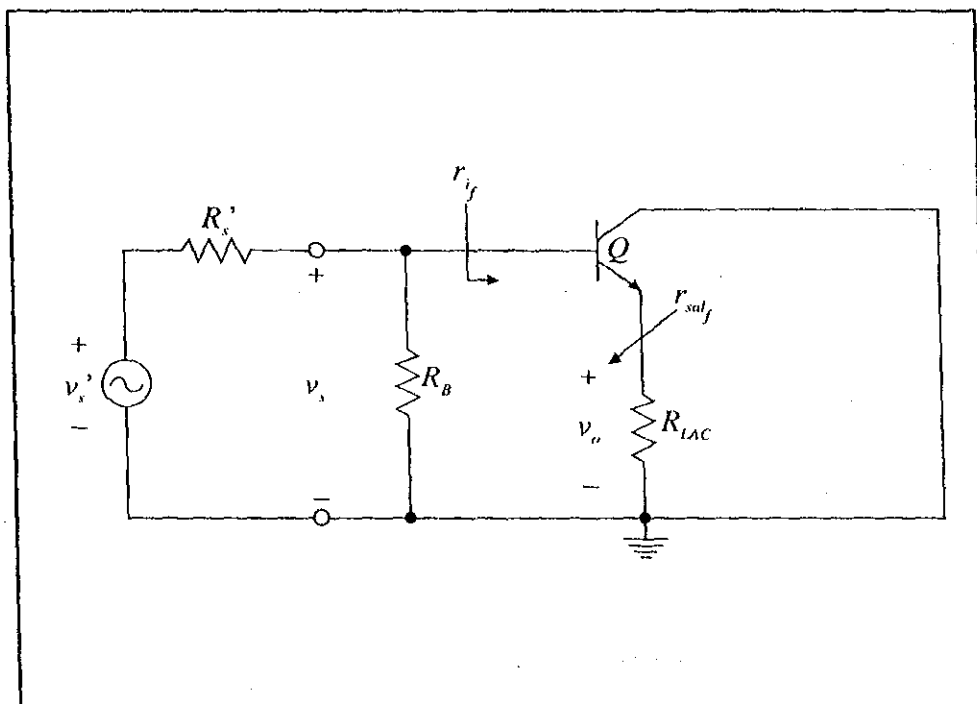 r_{i_f}
R_s'
+
Q
r_{sal_f}
+
v_s'
−
v_s
R_B
+
v_o
R_{LAC}
−
−